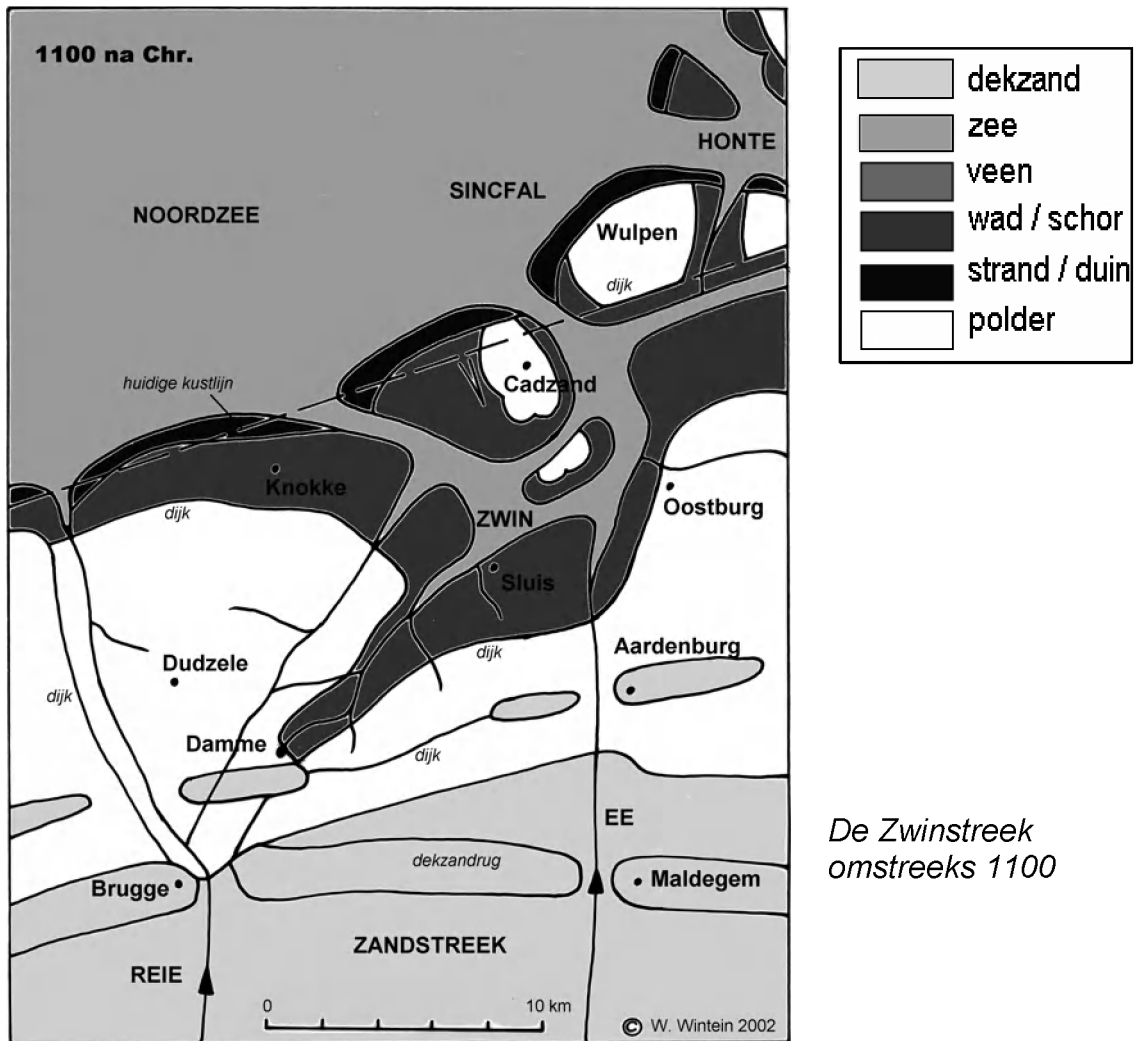 1100 na Chr.
HONTE
SINCFAL
NOORDZEE
Wulpen
dijk
Cadzand
huidige kustlijn
Knokke
dijk
ZWIN
Oostburg
Sluis
Aardenburg
dijk
Dudzele
dijk
Damme
dijk
EE
dekzandrug
Brugge
Maldegem
ZANDSTREEK
REIE
0 10 km
© W. Wintein 2002
dekzand
zee
veen
wad / schor
strand / duin
polder
De Zwinstreek
omstreeks 1100